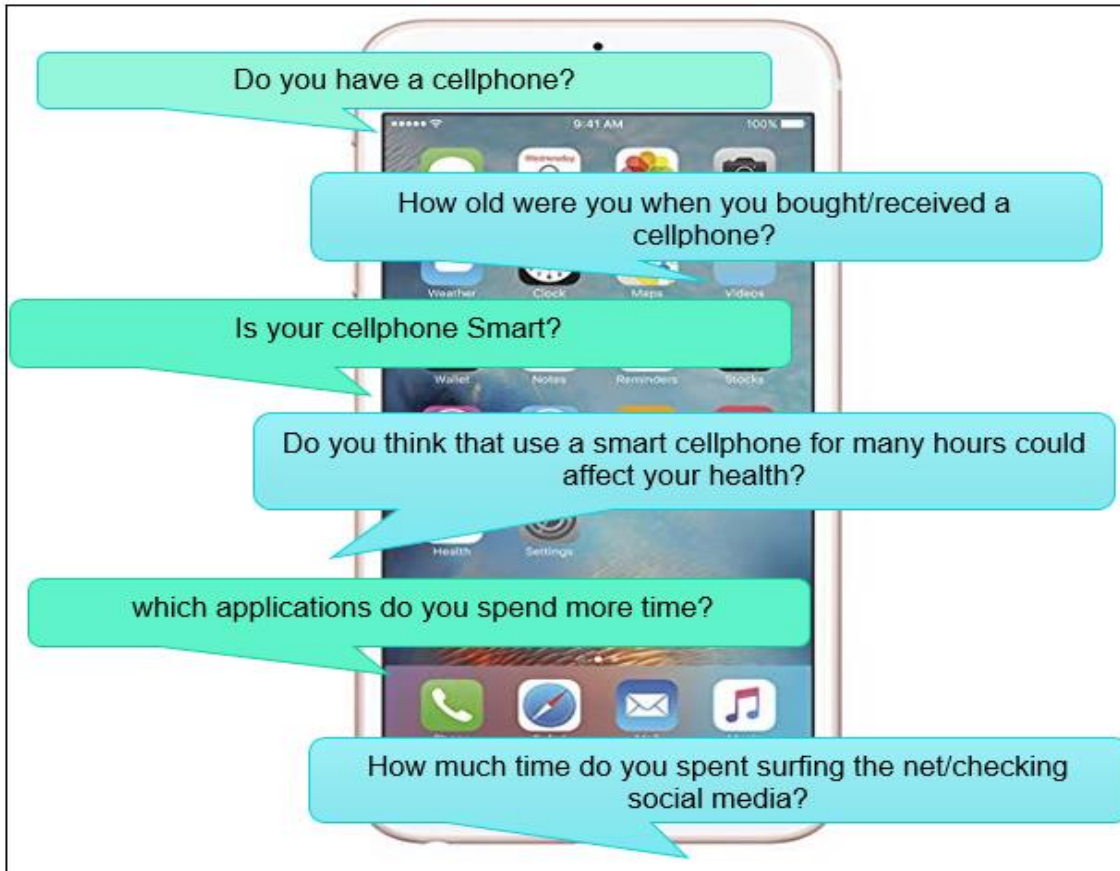 Do you have a cellphone?
9:41 AM
100%
Wednesday
How old were you when you bought/received a
cellphone?
Weather Clock Maps Videos
Is your cellphone Smart?
Wallet Notes Reminders Stocks
Do you think that use a smart cellphone for many hours could
affect your health?
Health Settings
which applications do you spend more time?
How much time do you spent surfing the net/checking
social media?